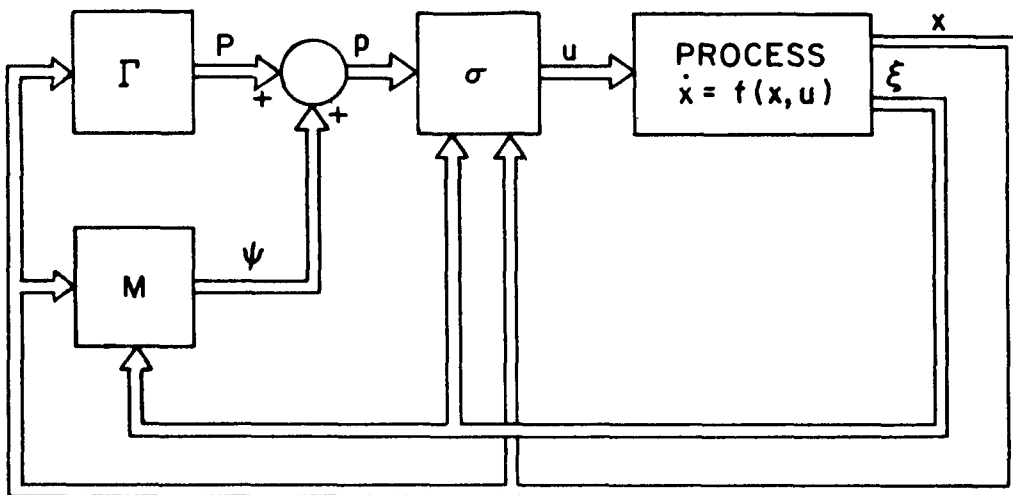 Γ
P
+
p
+
σ
u
PROCESS
ẋ = f(x,u)
x
ξ
M
ψ